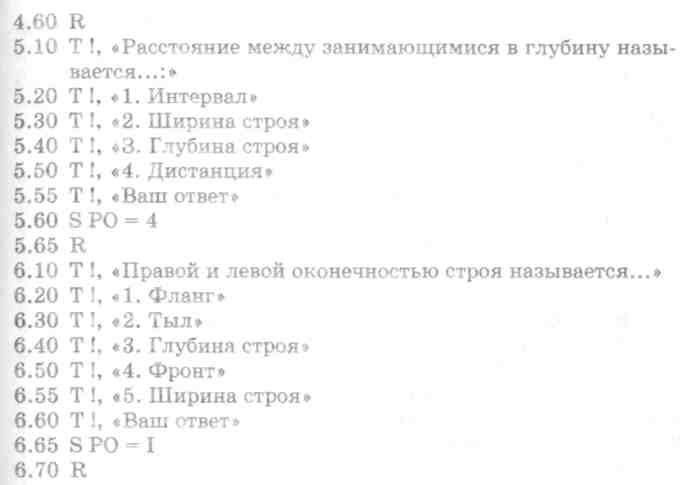 4.60 R
5.10 T !, «Расстояние между занимающимися в глубину назы-
вается...:»
5.20 T !, «1. Интервал»
5.30 T !, «2. Ширина строя»
5.40 T !, «3. Глубина строя»
5.50 T !, «4. Дистанция»
5.55 T !, «Ваш ответ»
5.60 S PO = 4
5.65 R
6.10 T !, «Правой и левой оконечностью строя называется...»
6.20 T !, «1. Фланг»
6.30 T !, «2. Тыл»
6.40 T !, «3. Глубина строя»
6.50 T !, «4. Фронт»
6.55 T !, «5. Ширина строя»
6.60 T !, «Ваш ответ»
6.65 S PO = I
6.70 R